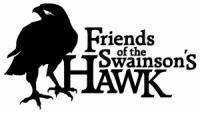 Friends
of the
Swainson's
HAWK